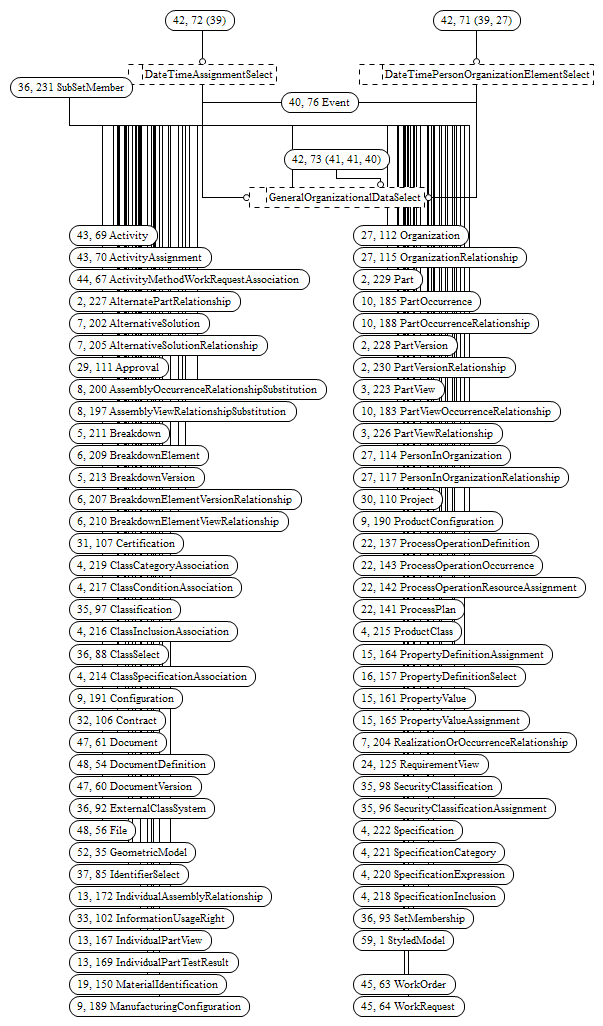 42, 72 (39)
42, 71 (39, 27)
DateTimeAssignmentSelect
DateTimePersonOrganizationElementSelect
36, 231 SubSetMember
40, 76 Event
42, 73 (41, 41, 40)
GeneralOrganizationalDataSelect
43, 69 Activity
43, 70 ActivityAssignment
44, 67 ActivityMethodWorkRequestAssociation
2, 227 AlternatePartRelationship
7, 202 AlternativeSolution
7, 205 AlternativeSolutionRelationship
29, 111 Approval
8, 200 AssemblyOccurrenceRelationshipSubstitution
8, 197 AssemblyViewRelationshipSubstitution
5, 211 Breakdown
6, 209 BreakdownElement
5, 213 BreakdownVersion
6, 207 BreakdownElementVersionRelationship
6, 210 BreakdownElementViewRelationship
31, 107 Certification
4, 219 ClassCategoryAssociation
4, 217 ClassConditionAssociation
35, 97 Classification
4, 216 ClassInclusionAssociation
36, 88 ClassSelect
4, 214 ClassSpecificationAssociation
9, 191 Configuration
32, 106 Contract
47, 61 Document
48, 54 DocumentDefinition
47, 60 DocumentVersion
36, 92 ExternalClassSystem
48, 56 File
52, 35 GeometricModel
37, 85 IdentifierSelect
13, 172 IndividualAssemblyRelationship
33, 102 InformationUsageRight
13, 167 IndividualPartView
13, 169 IndividualPartTestResult
19, 150 MaterialIdentification
9, 189 ManufacturingConfiguration
27, 112 Organization
27, 115 OrganizationRelationship
2, 229 Part
10, 185 PartOccurrence
10, 188 PartOccurrenceRelationship
2, 228 PartVersion
2, 230 PartVersionRelationship
3, 223 PartView
10, 183 PartViewOccurrenceRelationship
3, 226 PartViewRelationship
27, 114 PersonInOrganization
27, 117 PersonInOrganizationRelationship
30, 110 Project
9, 190 ProductConfiguration
22, 137 ProcessOperationDefinition
22, 143 ProcessOperationOccurrence
22, 142 ProcessOperationResourceAssignment
22, 141 ProcessPlan
4, 215 ProductClass
15, 164 PropertyDefinitionAssignment
16, 157 PropertyDefinitionSelect
15, 161 PropertyValue
15, 165 PropertyValueAssignment
7, 204 RealizationOrOccurrenceRelationship
24, 125 RequirementView
35, 98 SecurityClassification
35, 96 SecurityClassificationAssignment
4, 222 Specification
4, 221 SpecificationCategory
4, 220 SpecificationExpression
4, 218 SpecificationInclusion
36, 93 SetMembership
59, 1 StyledModel
45, 63 WorkOrder
45, 64 WorkRequest